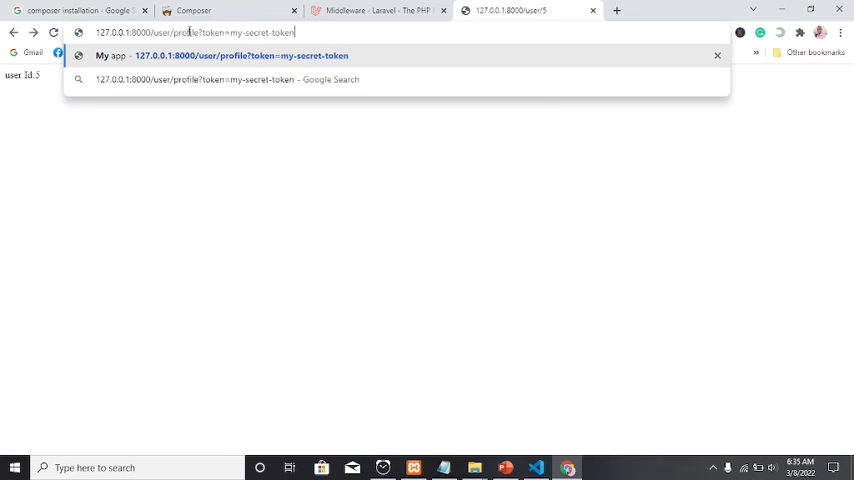 composer installation - Google S
Composer
Middleware - Laravel - The PHP F
127.0.0.1:8000/user/5
127.0.0.1:8000/user/profile?token=my-secret-token
Gmail
Other bookmarks
My app - 127.0.0.1:8000/user/profile?token=my-secret-token
127.0.0.1:8000/user/profile?token=my-secret-token - Google Search
user Id:5
Type here to search
6:35 AM
3/8/2022